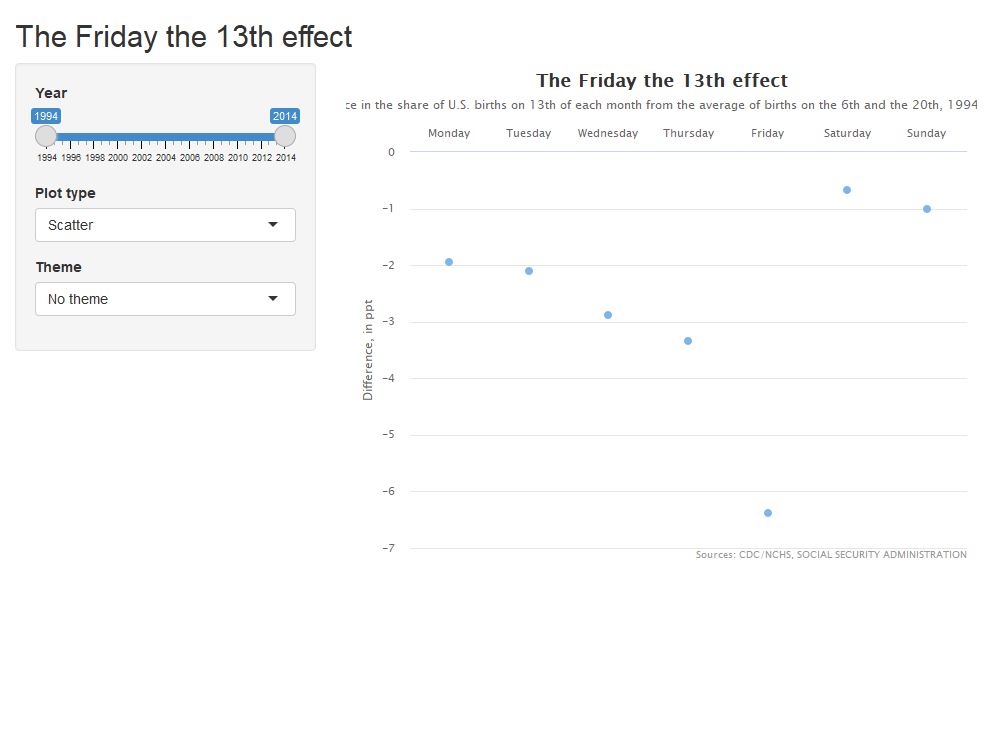 The Friday the 13th effect
Year
1994 2014
1994 1996 1998 2000 2002 2004 2006 2008 2010 2012 2014
Plot type
Scatter
Theme
No theme
The Friday the 13th effect
ce in the share of U.S. births on 13th of each month from the average of births on the 6th and the 20th, 1994
Monday Tuesday Wednesday Thursday Friday Saturday Sunday
0
−1
−2
−3
−4
−5
−6
−7
Difference, in ppt
Sources: CDC/NCHS, SOCIAL SECURITY ADMINISTRATION